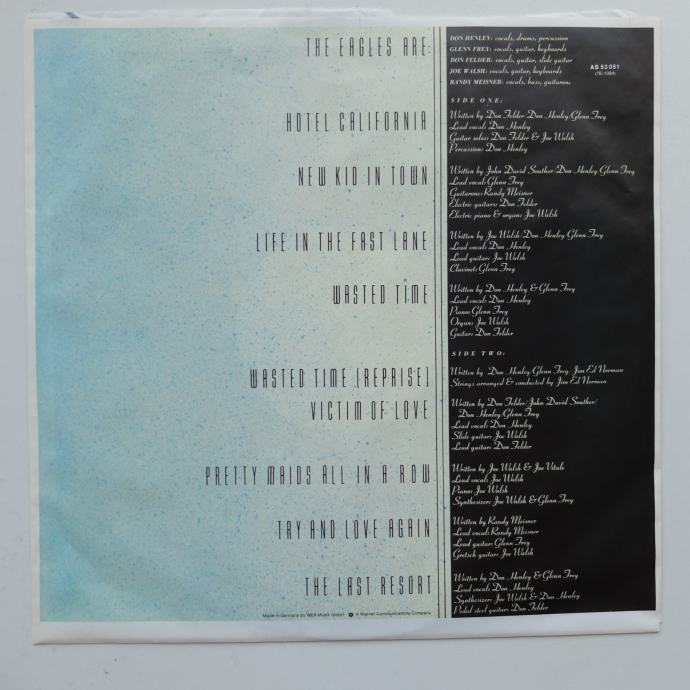 THE EAGLES ARE:
DON HENLEY: vocals, drums, percussion
GLENN FREY: vocals, guitar, keyboards
DON FELDER: vocals, guitar, slide guitar
JOE WALSH: vocals, guitar, keyboards
RANDY MEISNER: vocals, bass, guitarone
AS 53 051
(7E-1084)
SIDE ONE:
HOTEL CALIFORNIA
Written by Don Felder/Don Henley/Glenn Frey
Lead vocal: Don Henley
Guitar solos: Don Felder & Joe Walsh
Percussion: Don Henley
NEW KID IN TOWN
Written by John David Souther/Don Henley/Glenn Frey
Lead vocal: Glenn Frey
Guitarone: Randy Meisner
Electric guitars: Don Felder
Electric piano & organ: Joe Walsh
LIFE IN THE FAST LANE
Written by Joe Walsh/Don Henley/Glenn Frey
Lead vocal: Don Henley
Lead guitar: Joe Walsh
Clavinet: Glenn Frey
WASTED TIME
Written by Don Henley & Glenn Frey
Lead vocal: Don Henley
Piano: Glenn Frey
Organ: Joe Walsh
Guitar: Don Felder
SIDE TWO:
WASTED TIME (REPRISE)
Written by Don Henley/Glenn Frey/Jim Ed Norman
Strings arranged & conducted by Jim Ed Norman
VICTIM OF LOVE
Written by Don Felder/John David Souther/
Don Henley/Glenn Frey
Lead vocal: Don Henley
Slide guitar: Joe Walsh
Lead guitar: Don Felder
PRETTY MAIDS ALL IN A ROW
Written by Joe Walsh & Joe Vitale
Lead vocal: Joe Walsh
Piano: Joe Walsh
Synthesizer: Joe Walsh & Glenn Frey
TRY AND LOVE AGAIN
Written by Randy Meisner
Lead vocal: Randy Meisner
Lead guitar: Glenn Frey
Gretsch guitar: Joe Walsh
THE LAST RESORT
Written by Don Henley & Glenn Frey
Lead vocal: Don Henley
Synthesizer: Joe Walsh & Don Henley
Pedal steel guitar: Don Felder
Made in Germany by WEA Musik GmbH A Warner Communications Company